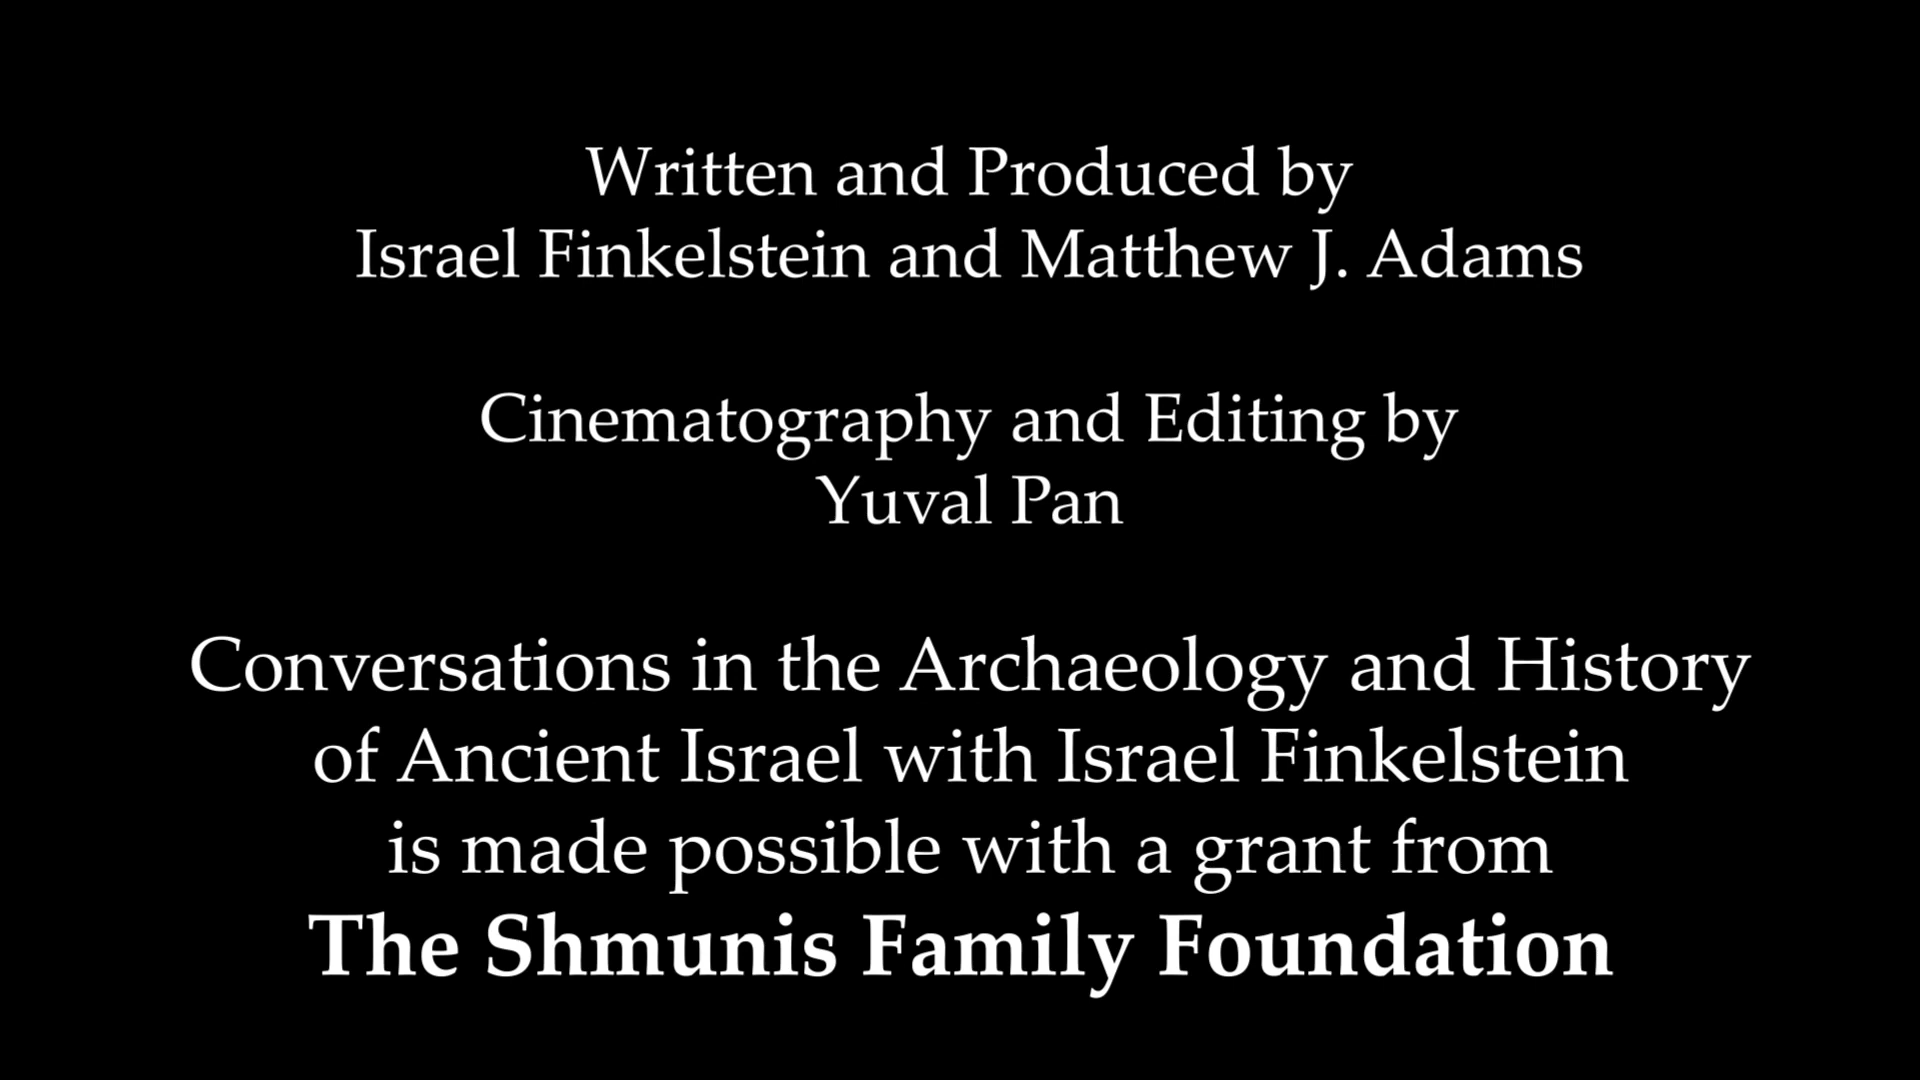 Written and Produced by
Israel Finkelstein and Matthew J. Adams
Cinematography and Editing by
Yuval Pan
Conversations in the Archaeology and History
of Ancient Israel with Israel Finkelstein
is made possible with a grant from
The Shmunis Family Foundation